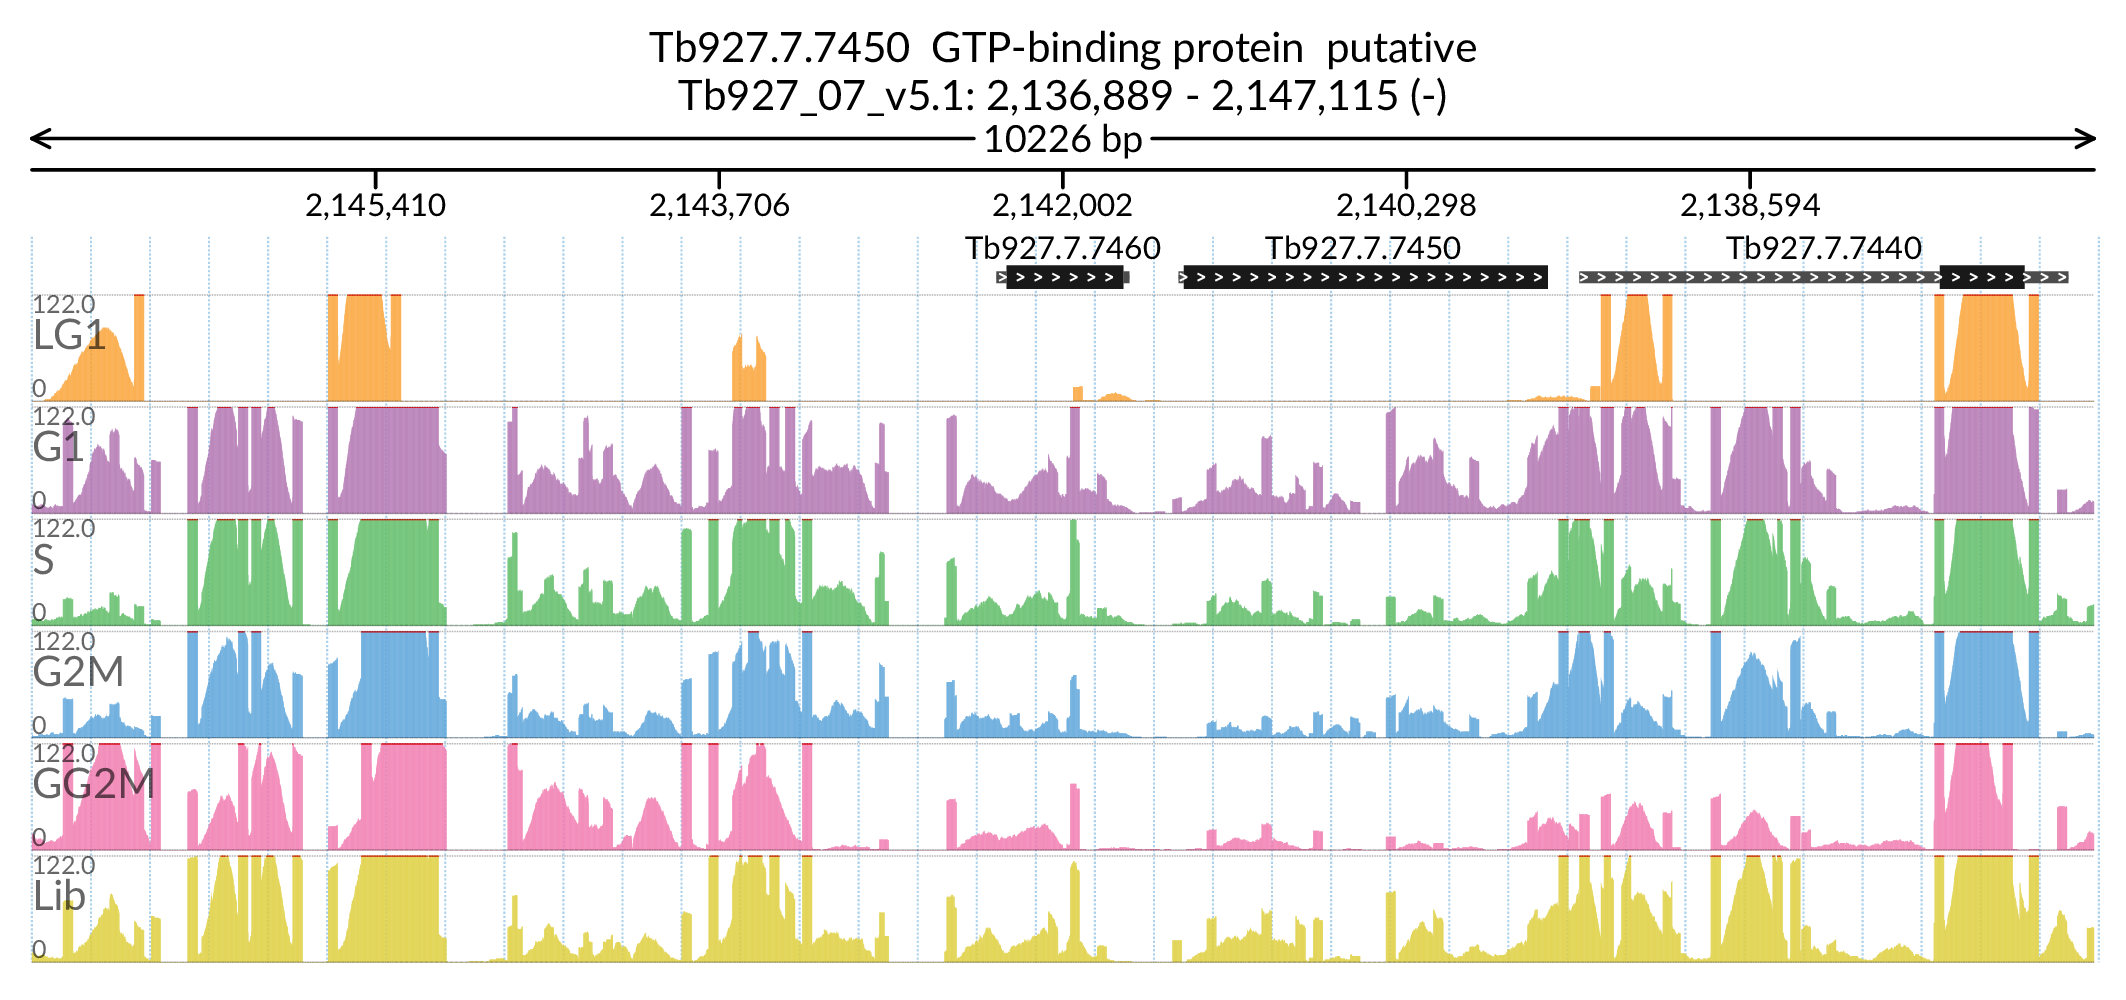 Tb927.7.7450 GTP-binding protein putative
Tb927_07_v5.1: 2,136,889 - 2,147,115 (-)
10226 bp
2,145,410 2,143,706 2,142,002 2,140,298 2,138,594
Tb927.7.7460 Tb927.7.7450 Tb927.7.7440
122.0
LG1
0
122.0
G1
0
122.0
S
0
122.0
G2M
0
122.0
GG2M
0
122.0
Lib
0